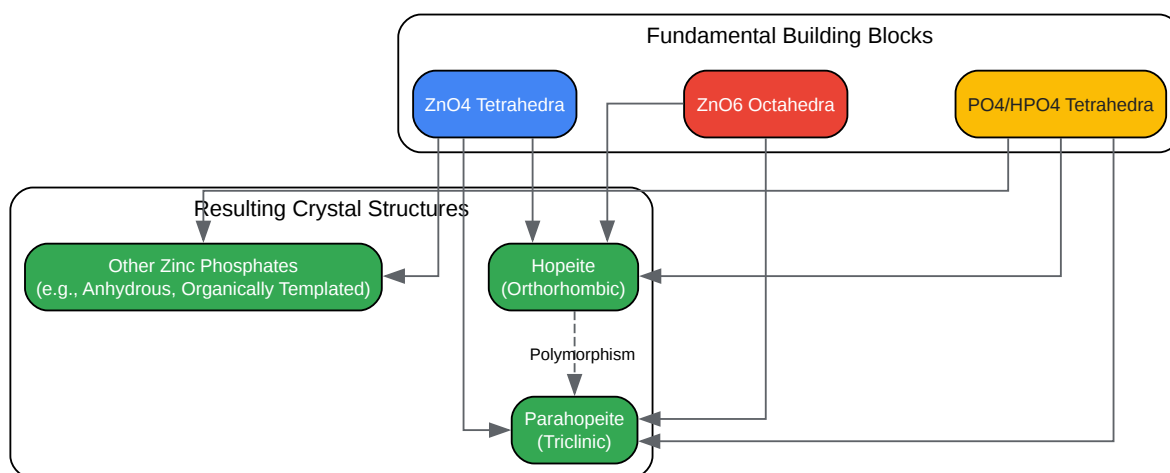 Fundamental Building Blocks
ZnO4 Tetrahedra
ZnO6 Octahedra
PO4/HPO4 Tetrahedra
Resulting Crystal Structures
Other Zinc Phosphates
(e.g., Anhydrous, Organically Templated)
Hopeite
(Orthorhombic)
Polymorphism
Parahopeite
(Triclinic)